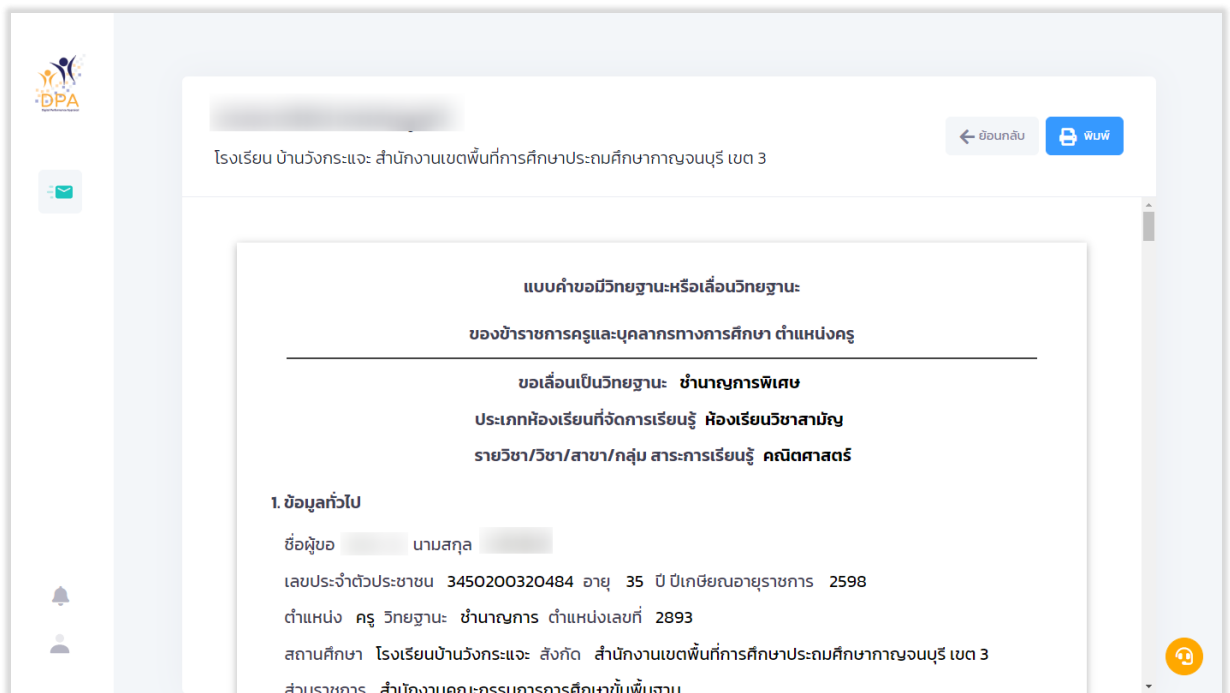 DPA
โรงเรียน บ้านวังกระแจะ สำนักงานเขตพื้นที่การศึกษาประถมศึกษากาญจนบุรี เขต 3
ย้อนกลับ
พิมพ์
แบบคำขอมีวิทยฐานะหรือเลื่อนวิทยฐานะ
ของข้าราชการครูและบุคลากรทางการศึกษา ตำแหน่งครู
ขอเลื่อนเป็นวิทยฐานะ ชำนาญการพิเศษ
ประเภทห้องเรียนที่จัดการเรียนรู้ ห้องเรียนวิชาสามัญ
รายวิชา/วิชา/สาขา/กลุ่ม สาระการเรียนรู้ คณิตศาสตร์
1. ข้อมูลทั่วไป
ชื่อผู้ขอ นามสกุล
เลขประจำตัวประชาชน 3450200320484 อายุ 35 ปี ปีเกษียณอายุราชการ 2598
ตำแหน่ง ครู วิทยฐานะ ชำนาญการ ตำแหน่งเลขที่ 2893
สถานศึกษา โรงเรียนบ้านวังกระแจะ สังกัด สำนักงานเขตพื้นที่การศึกษาประถมศึกษากาญจนบุรี เขต 3
ส่วนราชการ สำนักงานคณะกรรมการการศึกษาขั้นพื้นฐาน